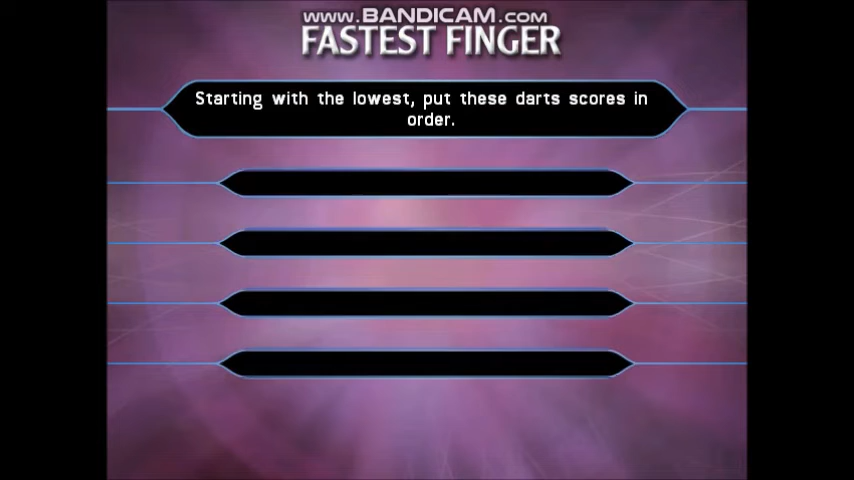 www.BANDICAM.com
FASTEST FINGER
Starting with the lowest, put these darts scores in
order.